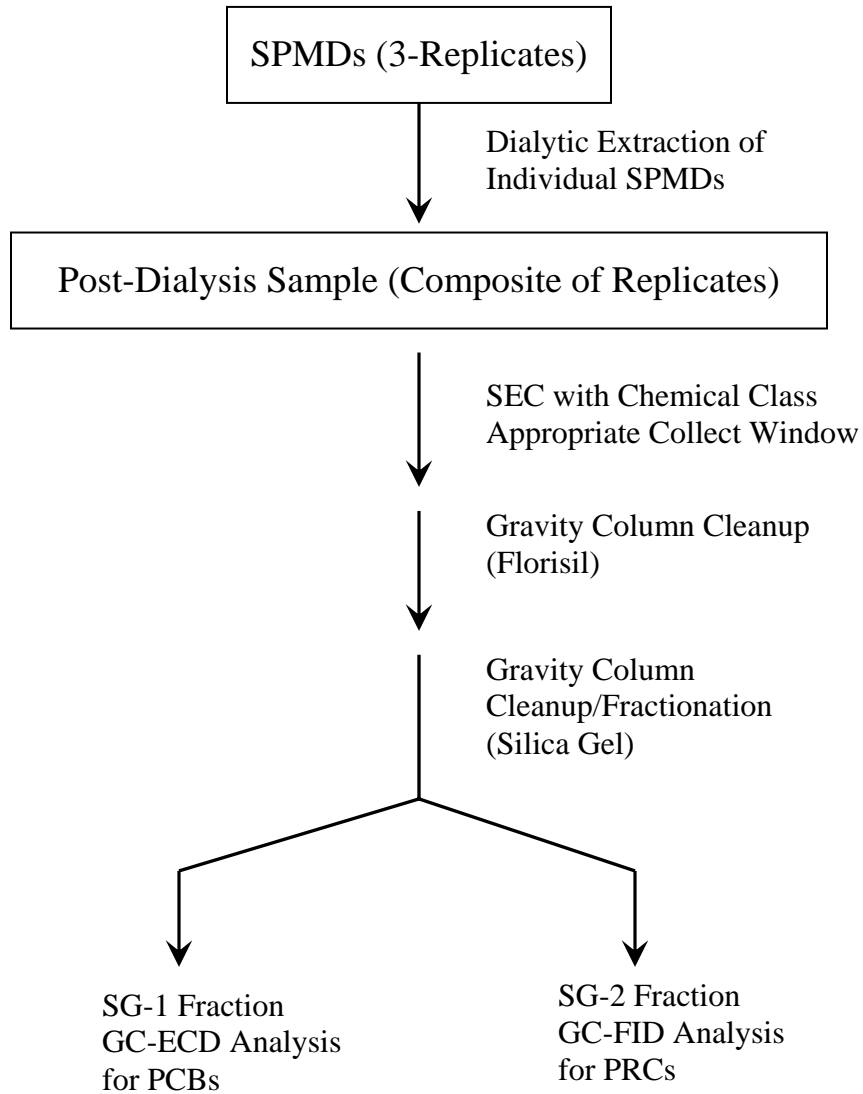 SPMDs (3-Replicates)
Dialytic Extraction of
Individual SPMDs
Post-Dialysis Sample (Composite of Replicates)
SEC with Chemical Class
Appropriate Collect Window
Gravity Column Cleanup
(Florisil)
Gravity Column
Cleanup/Fractionation
(Silica Gel)
SG-1 Fraction
GC-ECD Analysis
for PCBs
SG-2 Fraction
GC-FID Analysis
for PRCs